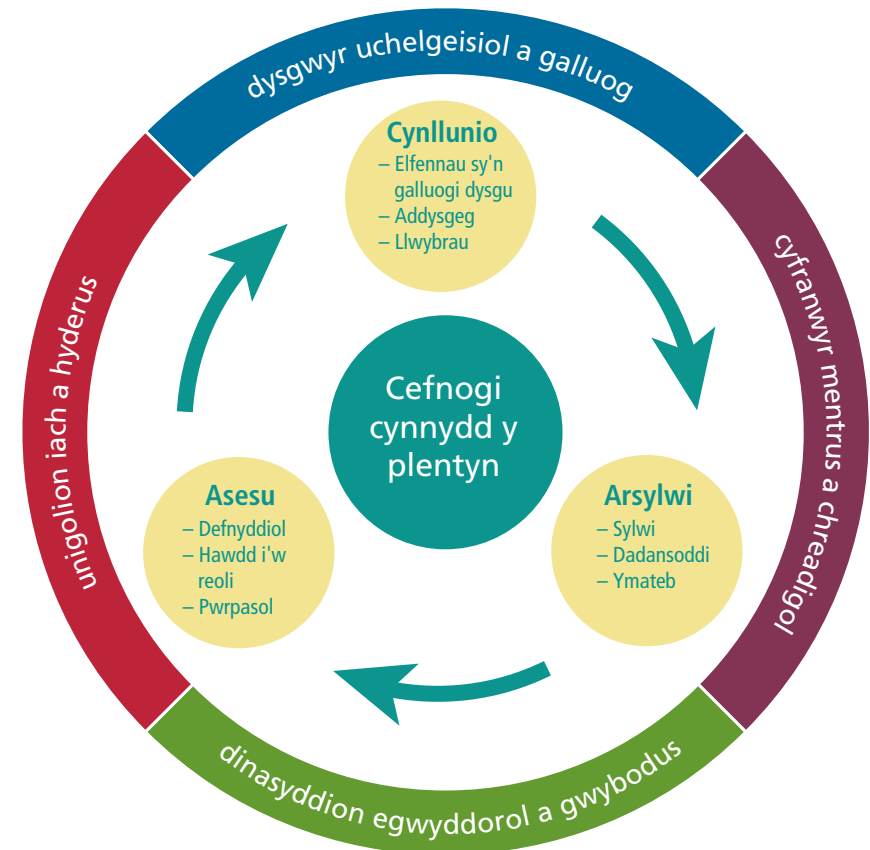 dysgwyr uchelgeisiol a galluog
cyfranwyr mentrus a chreadigol
dinasyddion egwyddorol a gwybodus
unigolion iach a hyderus
Cynllunio
– Elfennau sy'n
galluogi dysgu
– Addysgeg
– Llwybrau
Cefnogi
cynnydd y
plentyn
Arsylwi
– Sylwi
– Dadansoddi
– Ymateb
Asesu
– Defnyddiol
– Hawdd i'w
reoli
– Pwrpasol